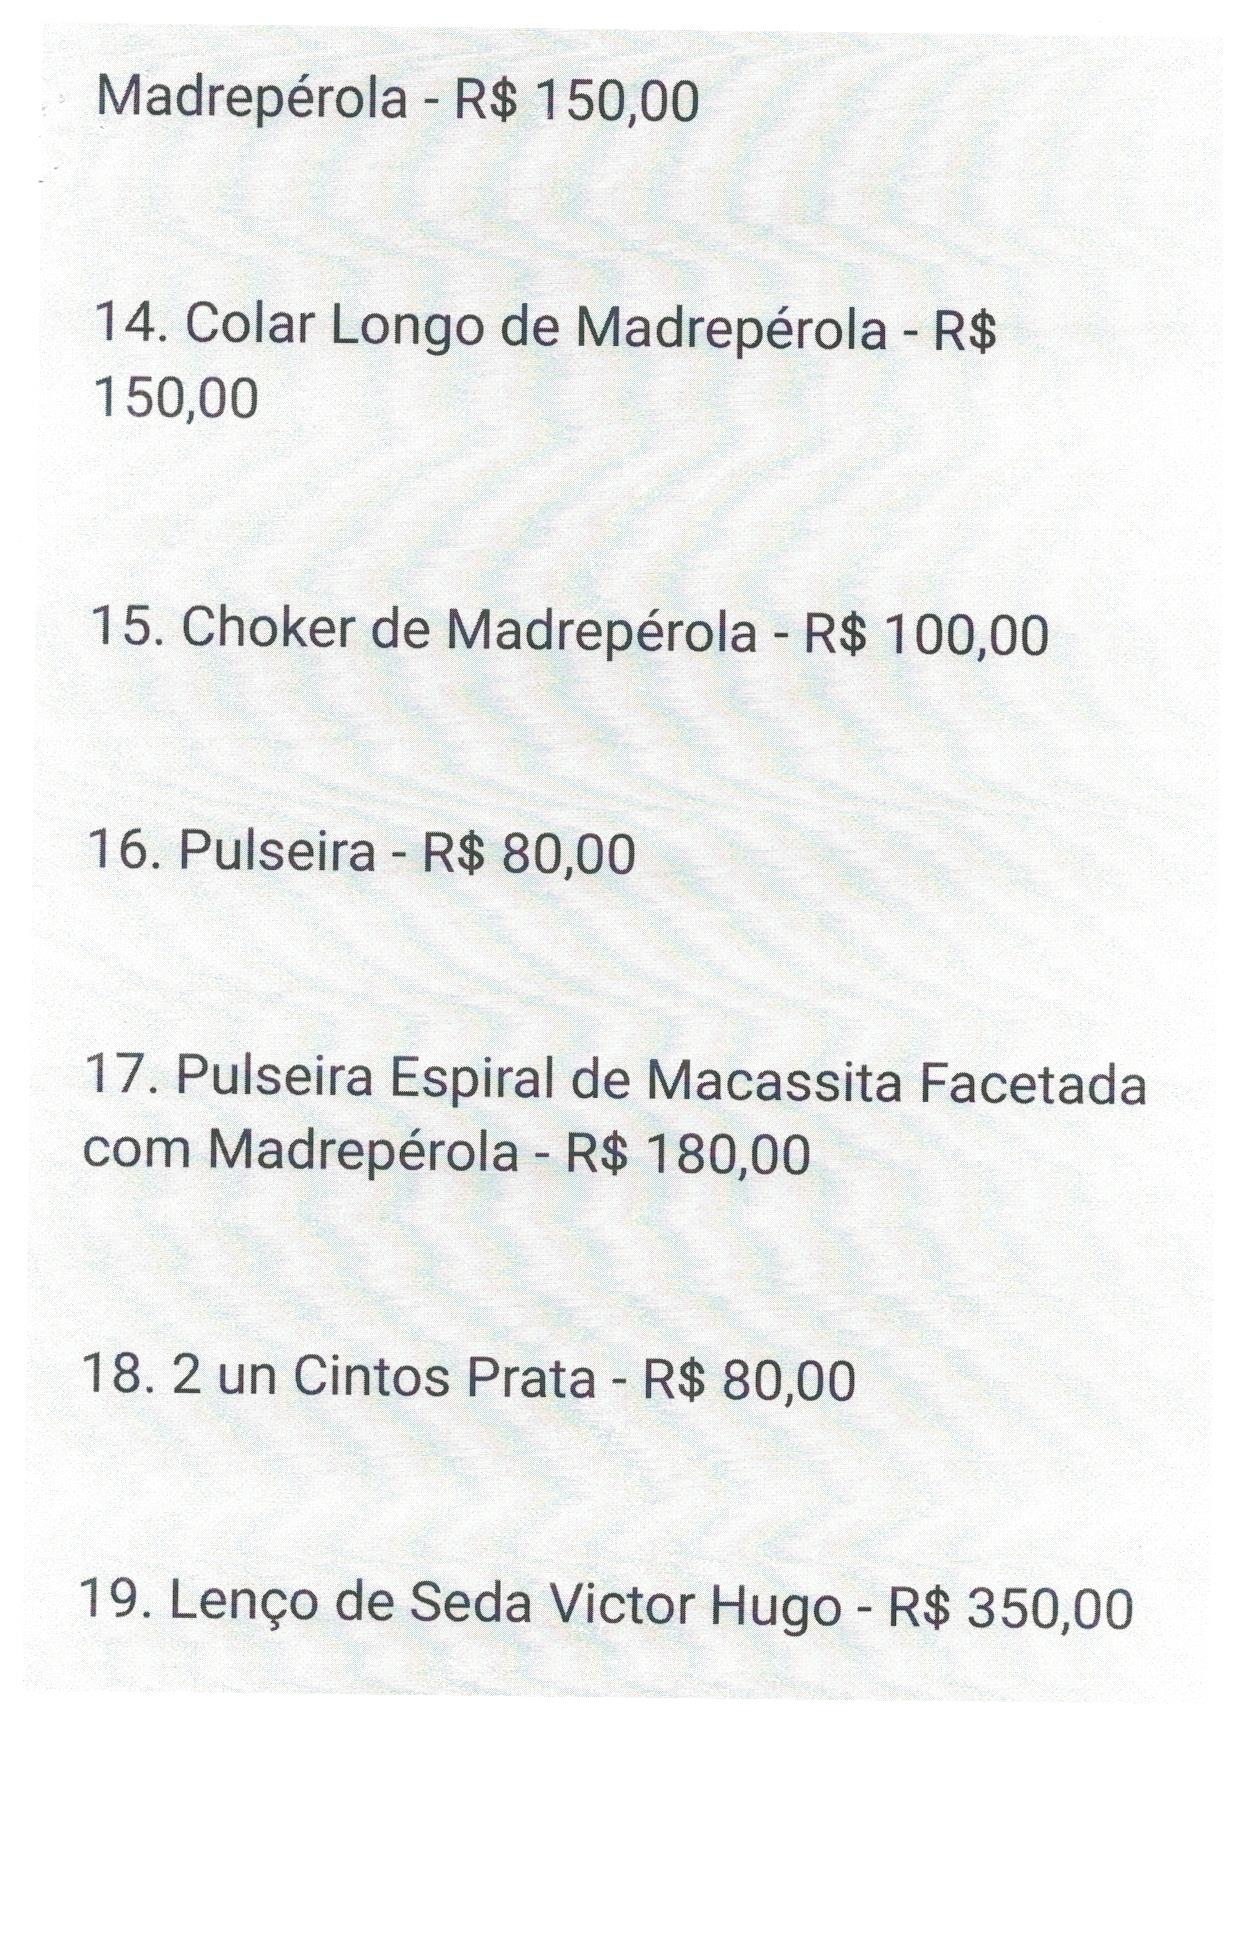 Madrepérola - R$ 150,00
14. Colar Longo de Madrepérola - R$
150,00
15. Choker de Madrepérola - R$ 100,00
16. Pulseira - R$ 80,00
17. Pulseira Espiral de Macassita Facetada
com Madrepérola - R$ 180,00
18. 2 un Cintos Prata - R$ 80,00
19. Lenço de Seda Victor Hugo - R$ 350,00